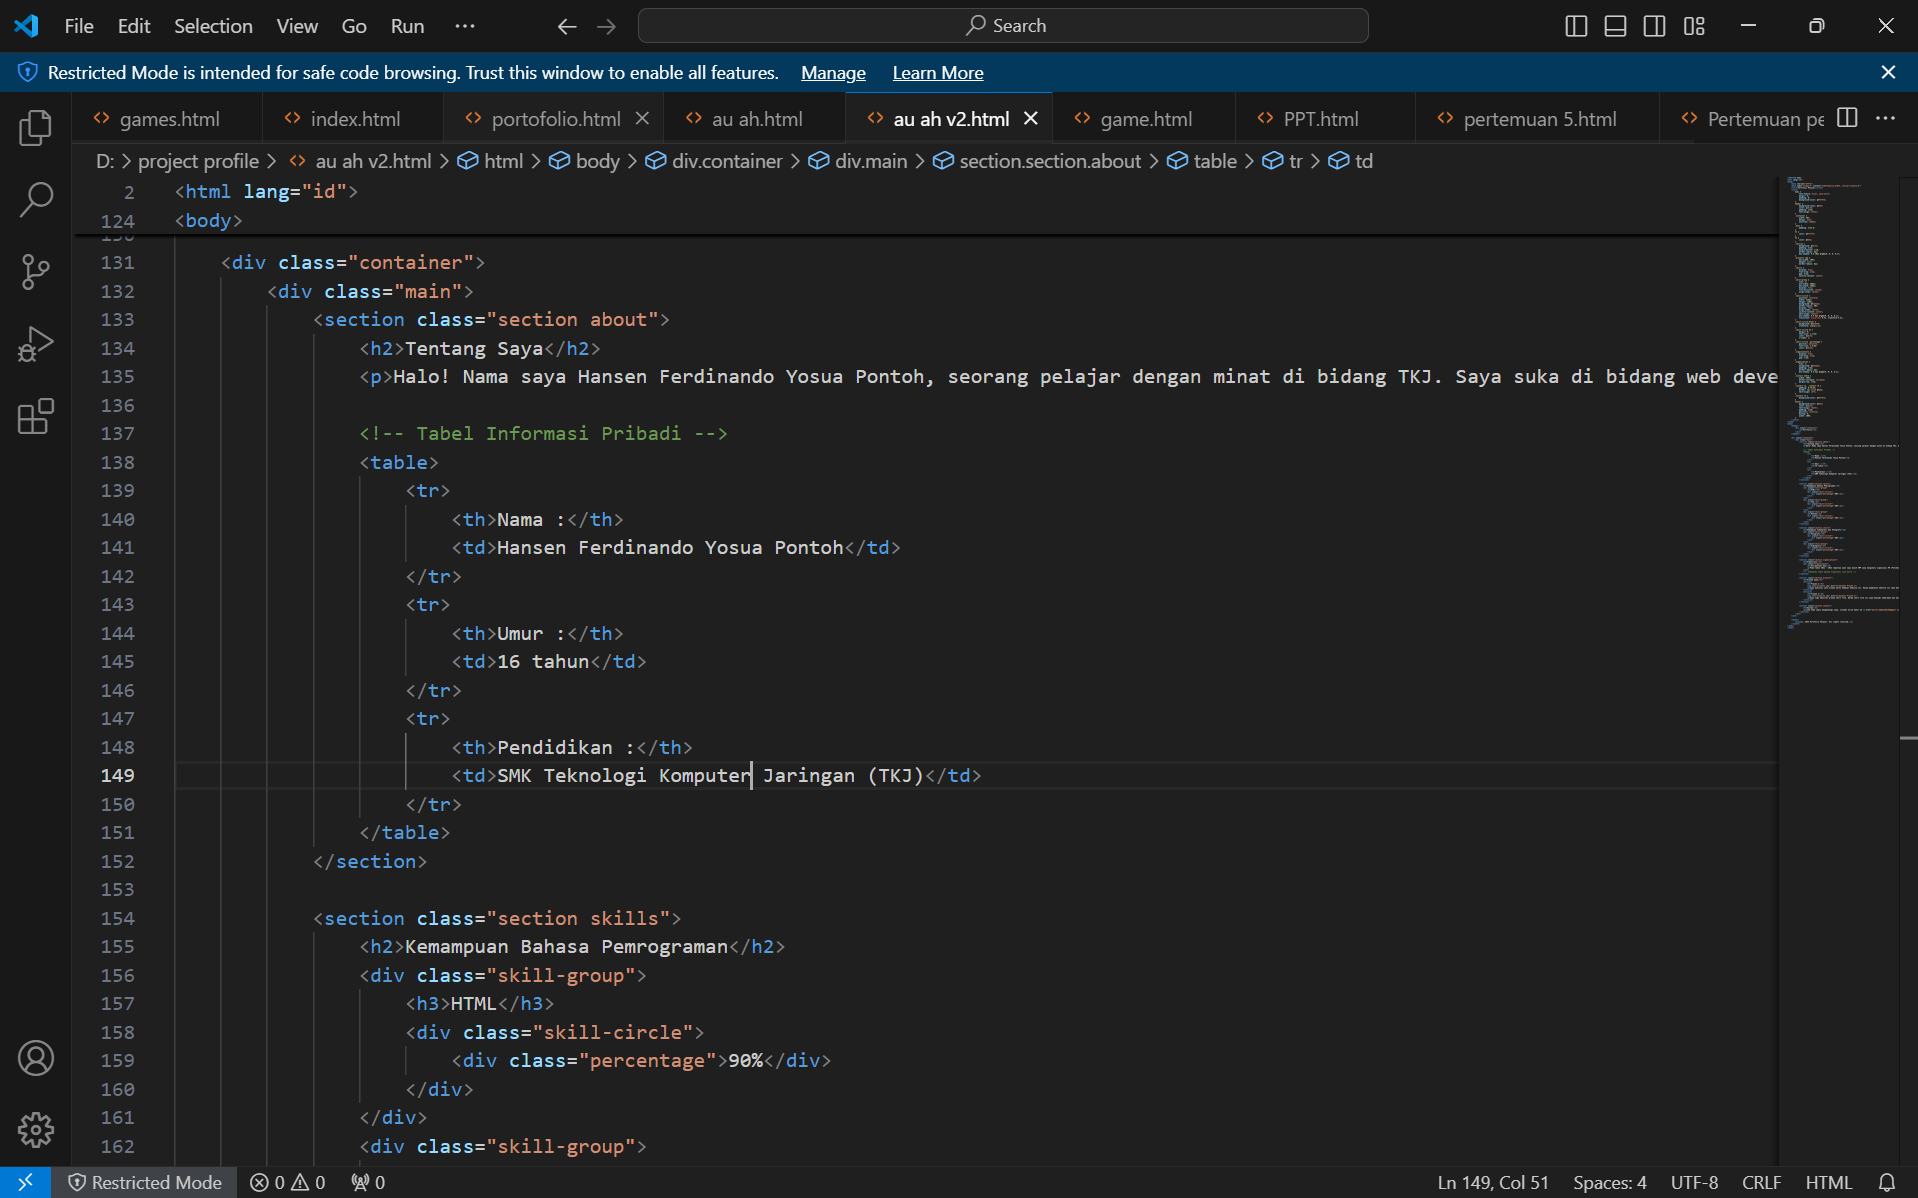 File Edit Selection View Go Run ··· Search
Restricted Mode is intended for safe code browsing. Trust this window to enable all features. Manage Learn More
games.html index.html portofolio.html au ah.html au ah v2.html game.html PPT.html pertemuan 5.html Pertemuan pe
D: > project profile > au ah v2.html > html > body > div.container > div.main > section.section.about > table > tr > td
2 <html lang="id">
124 <body>
131 <div class="container">
132 <div class="main">
133 <section class="section about">
134 <h2>Tentang Saya</h2>
135 <p>Halo! Nama saya Hansen Ferdinando Yosua Pontoh, seorang pelajar dengan minat di bidang TKJ. Saya suka di bidang web deve
136
137 <!-- Tabel Informasi Pribadi -->
138 <table>
139 <tr>
140 <th>Nama :</th>
141 <td>Hansen Ferdinando Yosua Pontoh</td>
142 </tr>
143 <tr>
144 <th>Umur :</th>
145 <td>16 tahun</td>
146 </tr>
147 <tr>
148 <th>Pendidikan :</th>
149 <td>SMK Teknologi Komputer Jaringan (TKJ)</td>
150 </tr>
151 </table>
152 </section>
153
154 <section class="section skills">
155 <h2>Kemampuan Bahasa Pemrograman</h2>
156 <div class="skill-group">
157 <h3>HTML</h3>
158 <div class="skill-circle">
159 <div class="percentage">90%</div>
160 </div>
161 </div>
162 <div class="skill-group">
Restricted Mode 0 0 0 Ln 149, Col 51 Spaces: 4 UTF-8 CRLF HTML